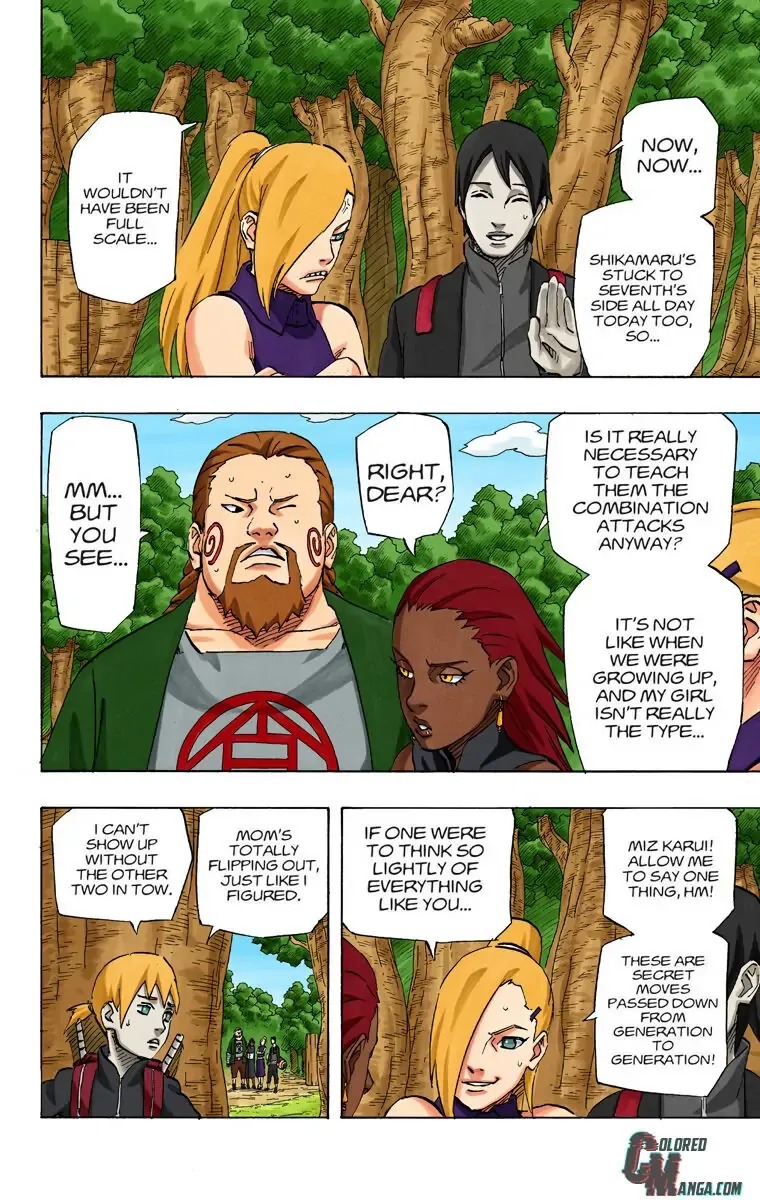 NOW,
NOW...
SHIKAMARU'S
STUCK TO
SEVENTH'S
SIDE ALL DAY
TODAY TOO,
SO...
IT
WOULDN'T
HAVE BEEN
FULL
SCALE...
IS IT REALLY
NECESSARY
TO TEACH
THEM THE
COMBINATION
ATTACKS
ANYWAY?
IT'S NOT
LIKE WHEN
WE WERE
GROWING UP,
AND MY GIRL
ISN'T REALLY
THE TYPE...
RIGHT,
DEAR?
MM...
BUT YOU
SEE...
MIZ KARUI!
ALLOW ME
TO SAY ONE
THING, HM!
THESE ARE
SECRET
MOVES
PASSED DOWN
FROM
GENERATION
TO
GENERATION!
IF ONE WERE
TO THINK SO
LIGHTLY OF
EVERYTHING
LIKE YOU...
MOM'S
TOTALLY
FLIPPING OUT,
JUST LIKE I
FIGURED.
I CAN'T
SHOW UP
WITHOUT
THE OTHER
TWO IN TOW.
COLORED
MANGA.COM